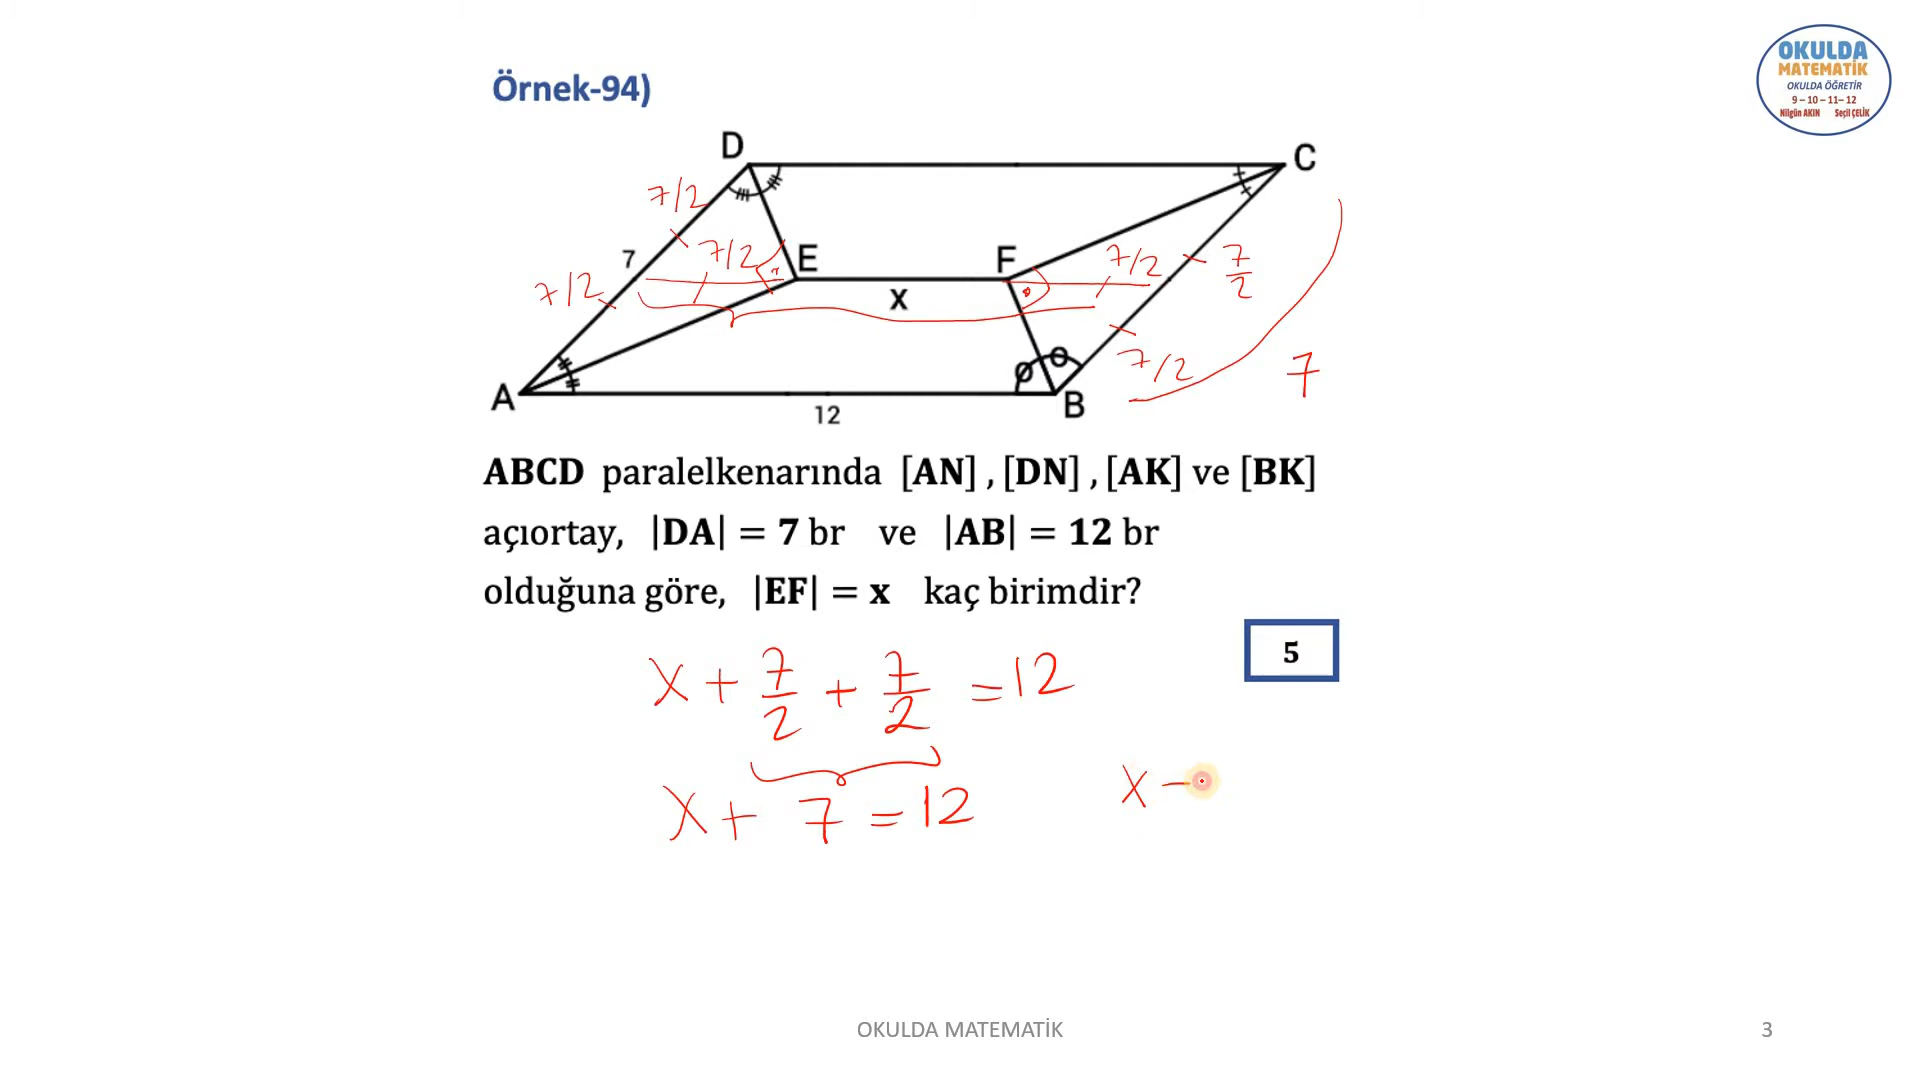 OKULDA
MATEMATİK
OKULDA ÖĞRETİR
9 – 10 – 11– 12
Nilgün AKIN Seçil ÇELİK
Örnek-94)
D
C
7/2
7
7/2
E
F
7/2
7/2
7/2
x
7/2
7
A
B
12
ABCD paralelkenarında [AN] , [DN] , [AK] ve [BK]
açıortay, |DA| = 7 br ve |AB| = 12 br
olduğuna göre, |EF| = x kaç birimdir?
5
x + 7/2 + 7/2 = 12
x + 7 = 12
x –
OKULDA MATEMATİK
3